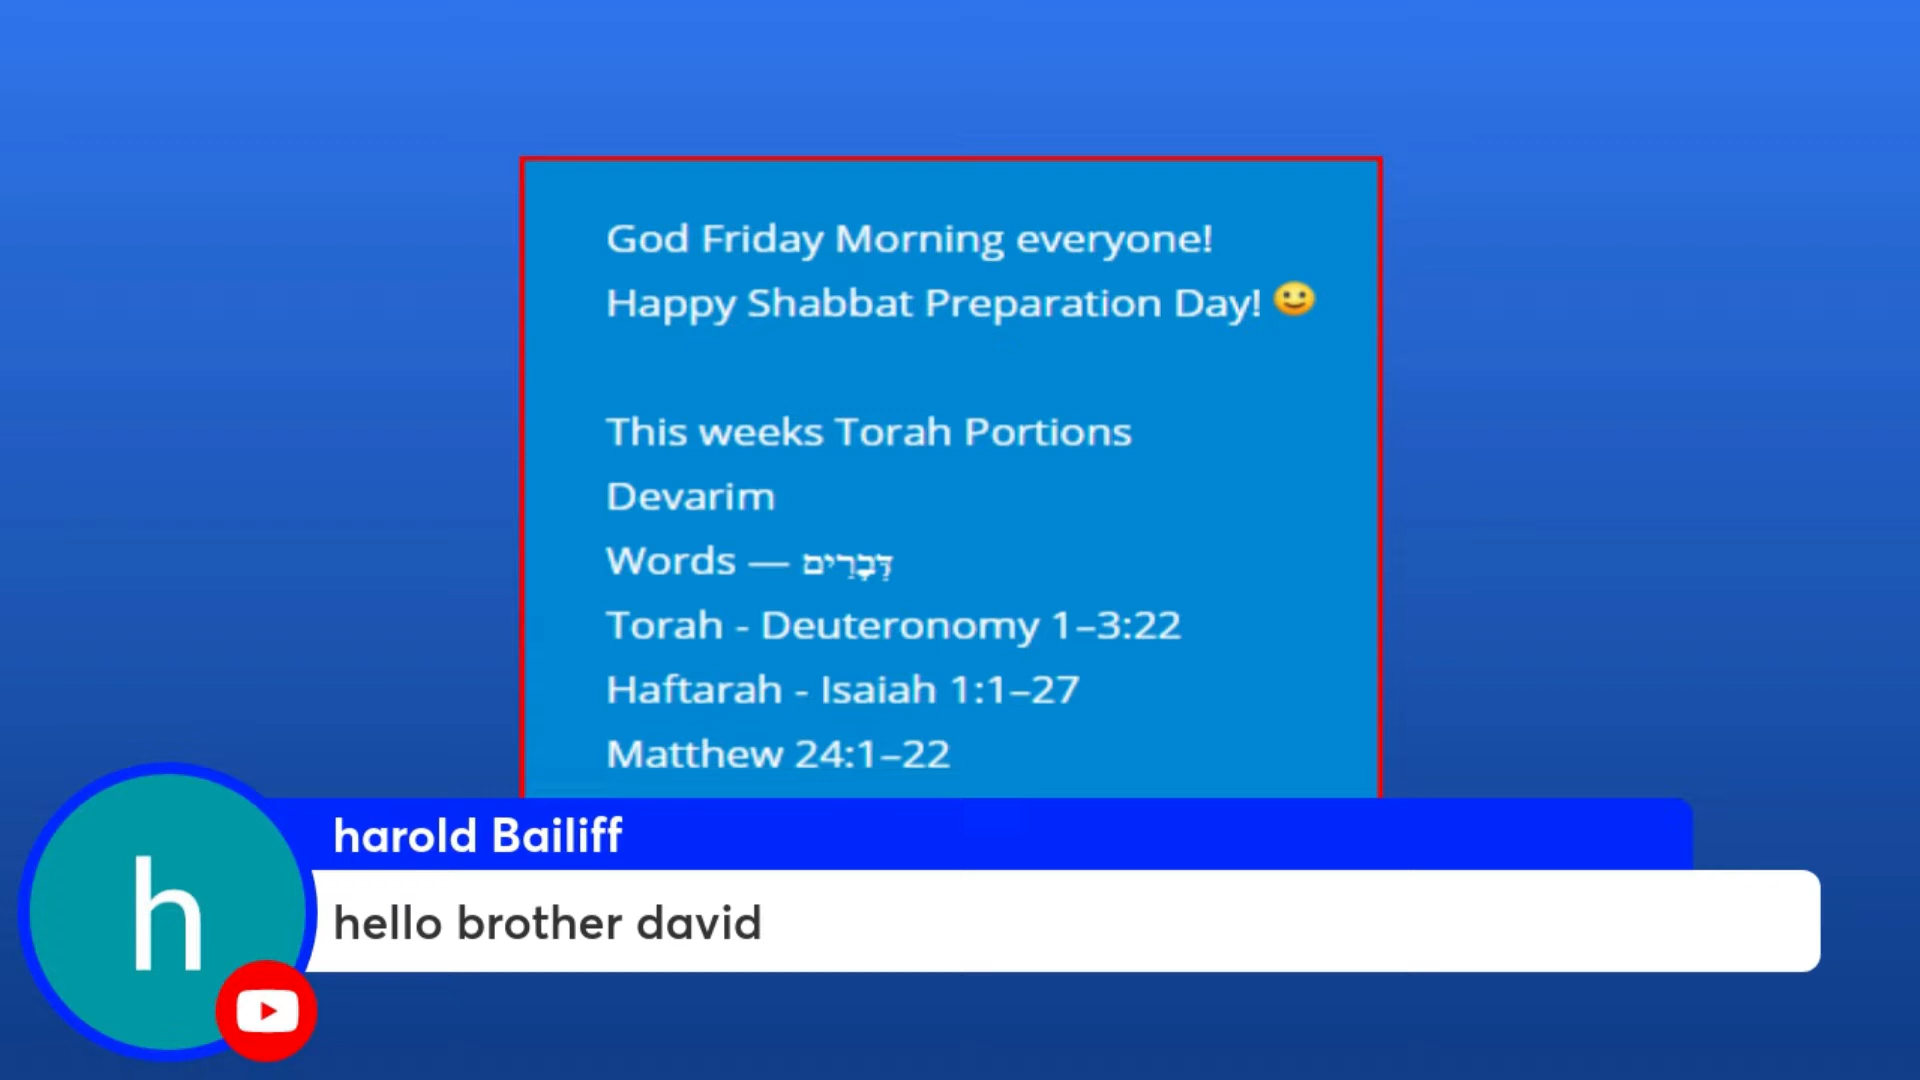 God Friday Morning everyone!
Happy Shabbat Preparation Day! 🙂
This weeks Torah Portions
Devarim
Words — דְּבָרִים
Torah - Deuteronomy 1–3:22
Haftarah - Isaiah 1:1–27
Matthew 24:1–22
h
harold Bailiff
hello brother david